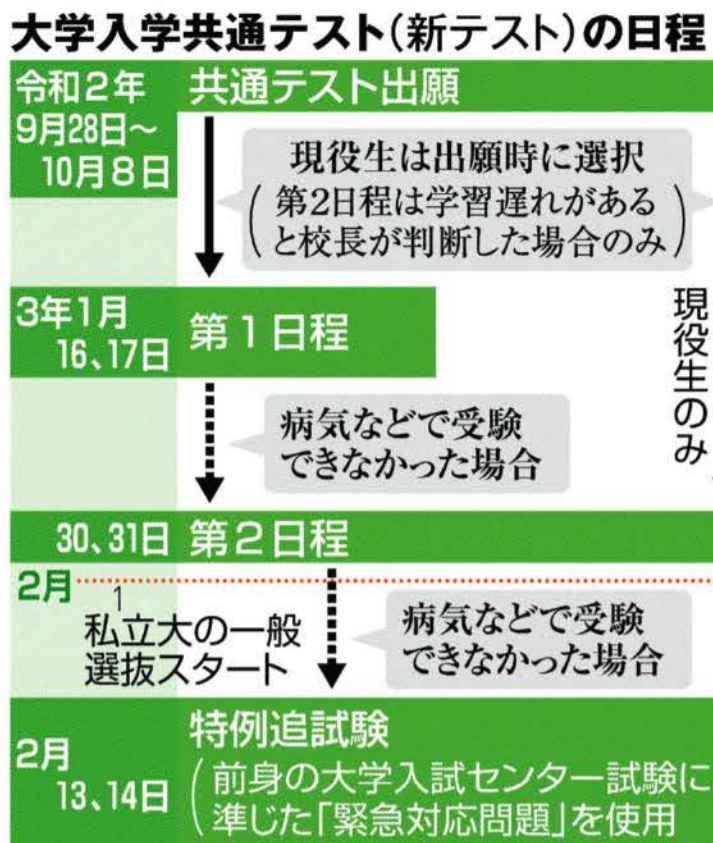 大学入学共通テスト(新テスト)の日程
令和2年
9月28日〜
10月8日
共通テスト出願
現役生は出願時に選択
(第2日程は学習遅れがある
と校長が判断した場合のみ)
3年1月
16、17日
第1日程
現役生のみ
病気などで受験
できなかった場合
30、31日
第2日程
2月
1
私立大の一般
選抜スタート
病気などで受験
できなかった場合
2月
13、14日
特例追試験
(前身の大学入試センター試験に
準じた「緊急対応問題」を使用